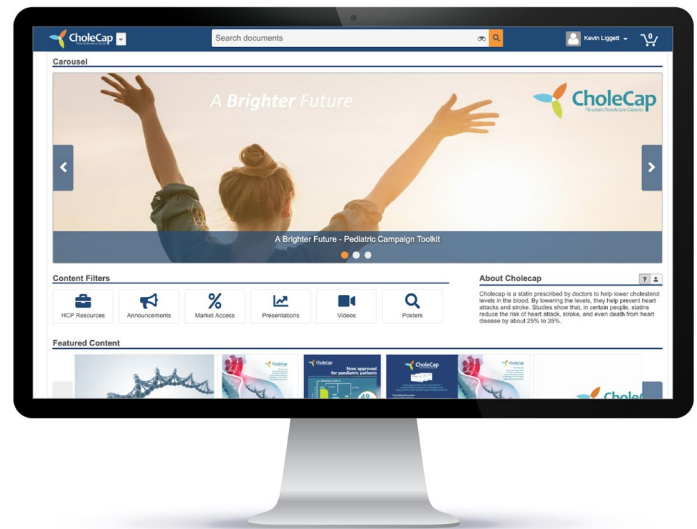 CholeCap
Search documents
Kevin Liggett
0
Carousel
A Brighter Future
CholeCap
A Brighter Future - Pediatric Campaign Toolkit
Content Filters
HCP Resources
Announcements
Market Access
Presentations
Videos
Posters
About Cholecap
?
Cholecap is a statin prescribed by doctors to help lower cholesterol
levels in the blood. By lowering the levels, they help prevent heart
attacks and stroke. Studies show that, in certain people, statins
reduce the risk of heart attack, stroke, and even death from heart
disease by about 25% to 35%.
Featured Content
CholeCap
CholeCap
Now approved
for paediatric patients
49
CholeCap
CholeCap
Chole